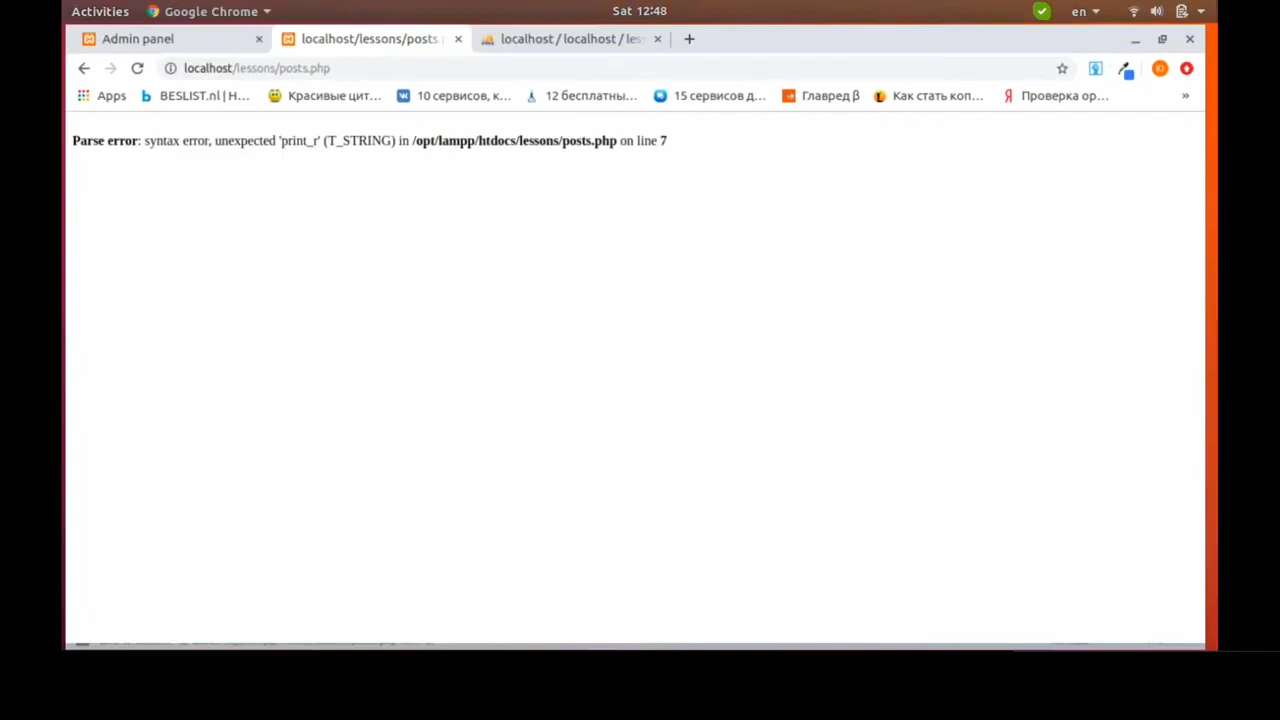 Activities Google Chrome Sat 12:48 en
Admin panel localhost/lessons/posts. localhost / localhost / les
localhost/lessons/posts.php
Apps BESLIST.nl | H... Красивые цит... 10 сервисов, к... 12 бесплатны... 15 сервисов д... Главред β Как стать коп... Проверка ор... »
Parse error: syntax error, unexpected 'print_r' (T_STRING) in /opt/lampp/htdocs/lessons/posts.php on line 7